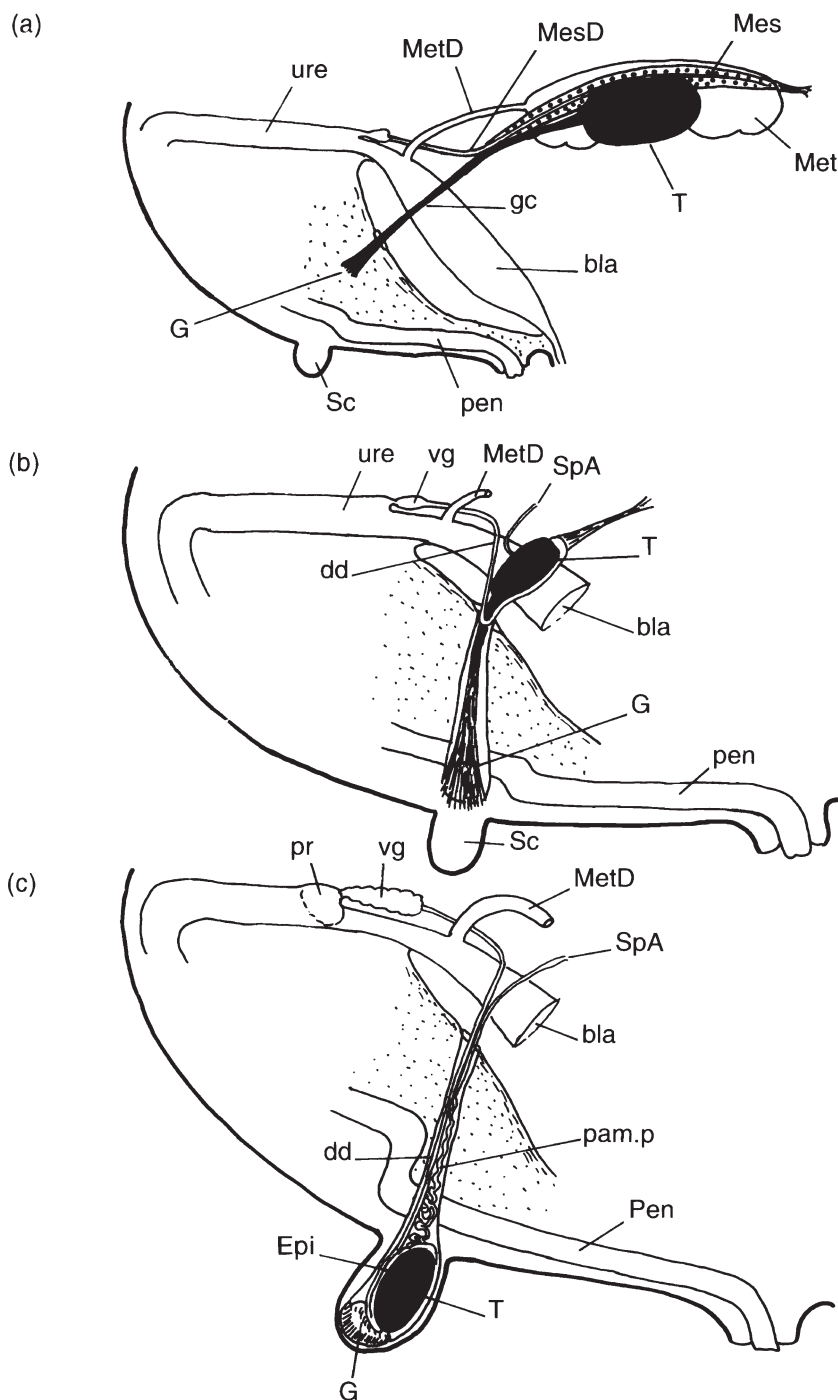 (a)
MetD
MesD
Mes
ure
Met
T
gc
bla
G
Sc
pen
(b)
ure
vg
MetD
SpA
T
dd
bla
G
pen
Sc
(c)
pr
vg
MetD
SpA
bla
dd
pam.p
Pen
Epi
T
G